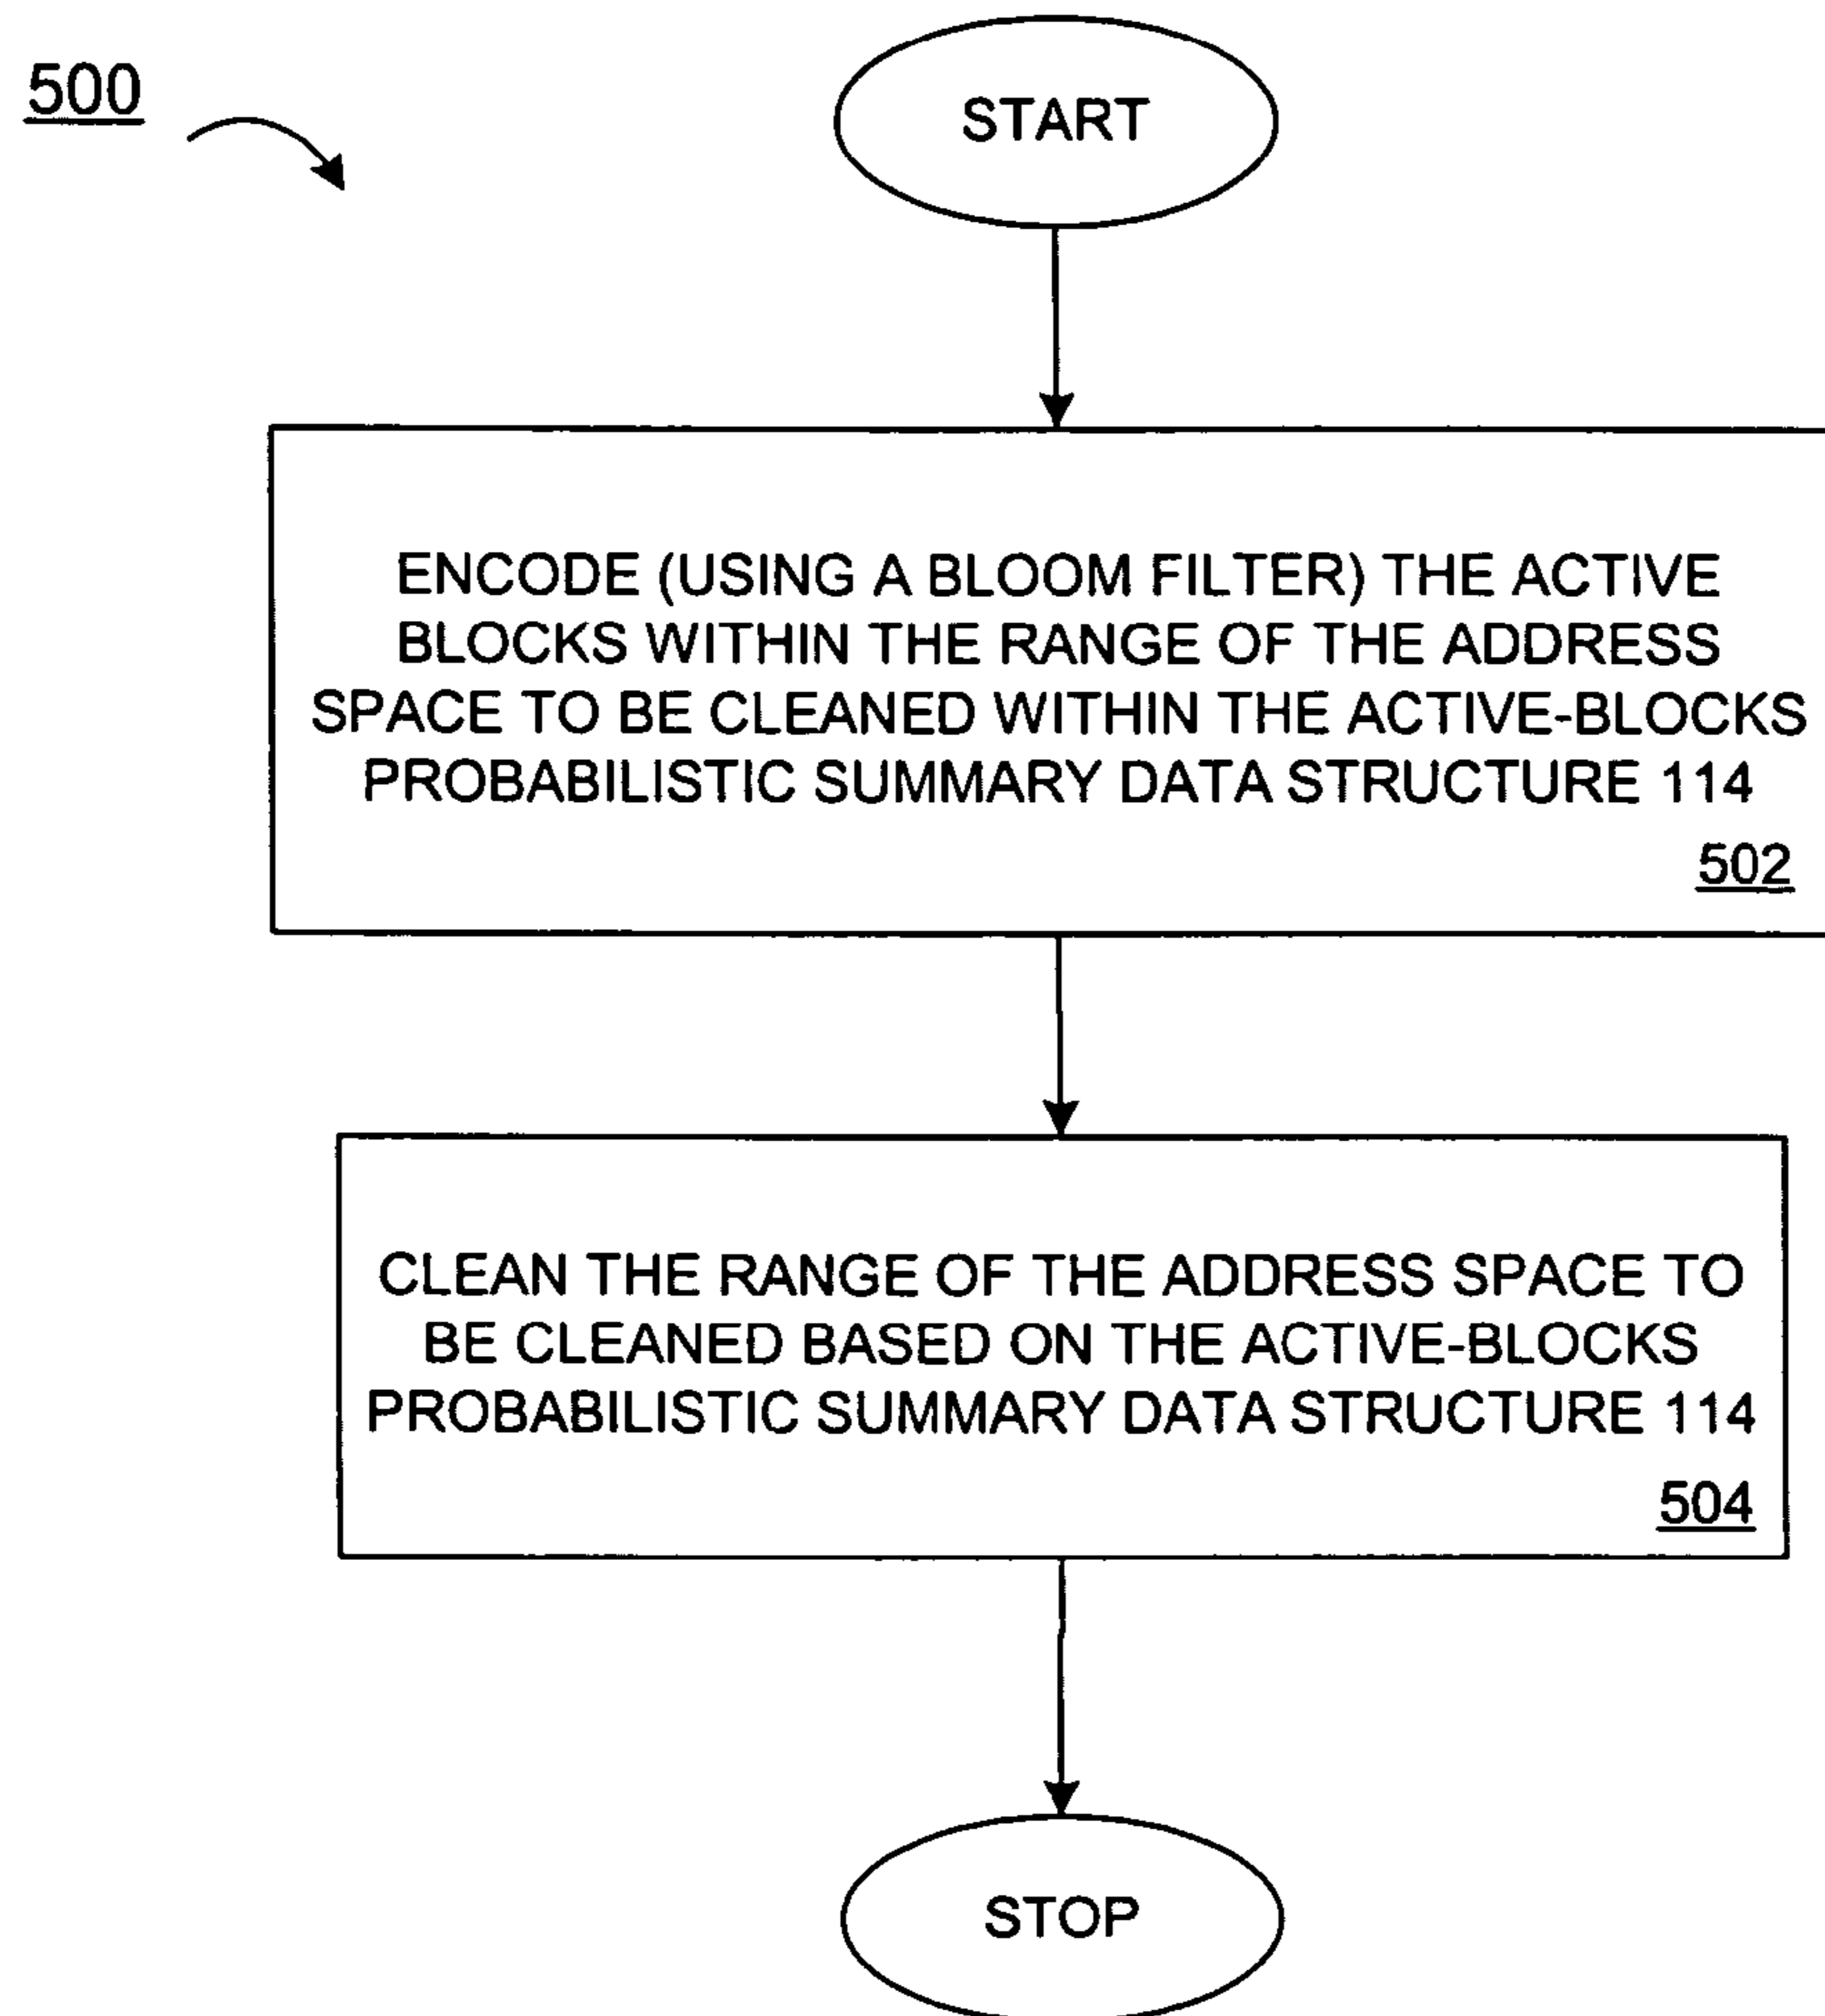 500
START
ENCODE (USING A BLOOM FILTER) THE ACTIVE
BLOCKS WITHIN THE RANGE OF THE ADDRESS
SPACE TO BE CLEANED WITHIN THE ACTIVE-BLOCKS
PROBABILISTIC SUMMARY DATA STRUCTURE 114
502
CLEAN THE RANGE OF THE ADDRESS SPACE TO
BE CLEANED BASED ON THE ACTIVE-BLOCKS
PROBABILISTIC SUMMARY DATA STRUCTURE 114
504
STOP